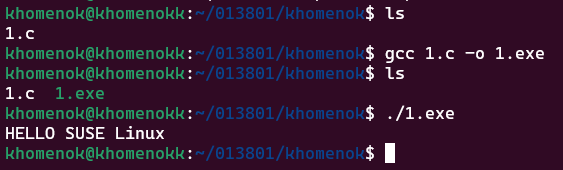 khomenok@khomenokk:~/013801/khomenok$ ls
1.c
khomenok@khomenokk:~/013801/khomenok$ gcc 1.c -o 1.exe
khomenok@khomenokk:~/013801/khomenok$ ls
1.c  1.exe
khomenok@khomenokk:~/013801/khomenok$ ./1.exe
HELLO SUSE Linux
khomenok@khomenokk:~/013801/khomenok$